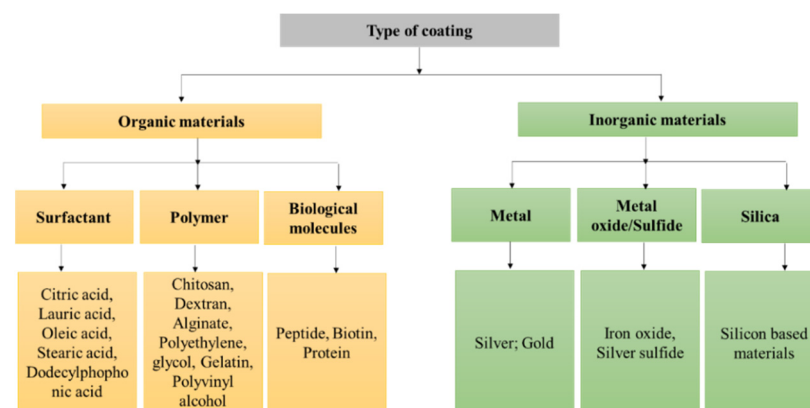 Type of coating
Organic materials
Inorganic materials
Surfactant
Polymer
Biological
molecules
Metal
Metal
oxide/Sulfide
Silica
Citric acid,
Lauric acid,
Oleic acid,
Stearic acid,
Dodecylphopho
nic acid
Chitosan,
Dextran,
Alginate,
Polyethylene,
glycol, Gelatin,
Polyvinyl
alcohol
Peptide, Biotin,
Protein
Silver; Gold
Iron oxide,
Silver sulfide
Silicon based
materials